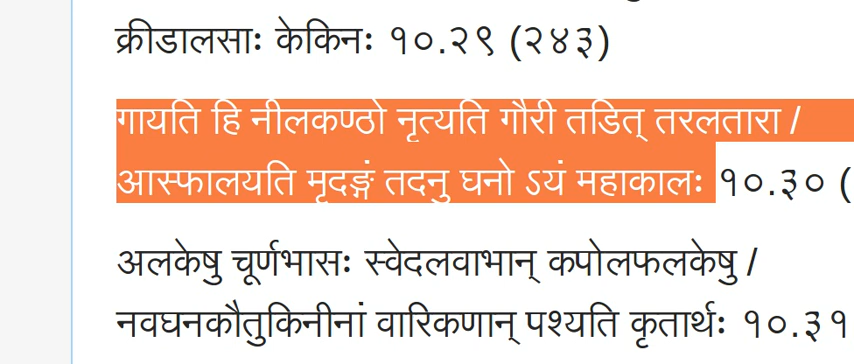 क्रीडालसाः केकिनः १०.२९ (२४३)
गायति हि नीलकण्ठो नृत्यति गौरी तडित् तरलतारा /
आस्फालयति मृदङ्गं तदनु घनो ऽयं महाकालः १०.३० (
अलकेषु चूर्णभासः स्वेदलवाभान् कपोलफलकेषु /
नवघनकौतुकिनीनां वारिकणान् पश्यति कृतार्थः १०.३१